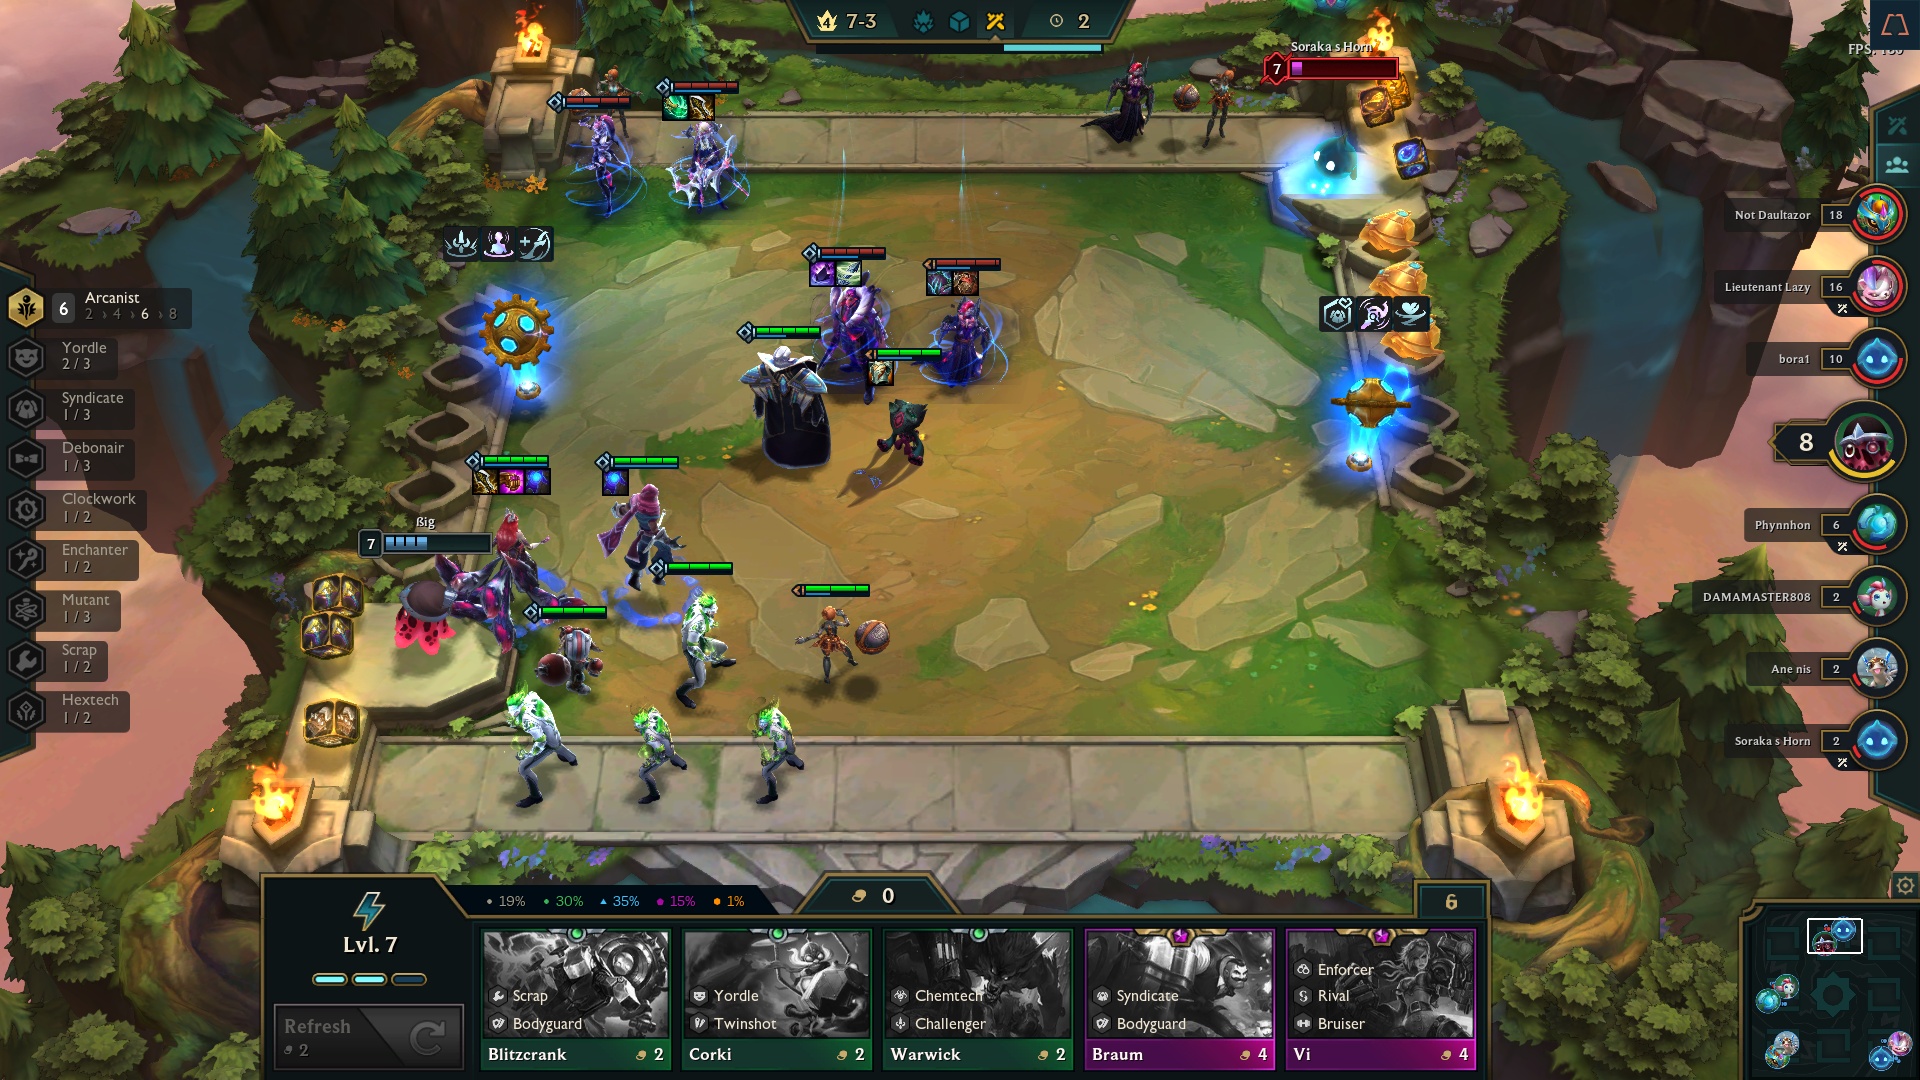 4 7-3 2
Soraka s Horn
7
FPS:
Not Daultazor 18
Lieutenant Lazy 16
bora1 10
8
Phynnhon 6
DAMAMASTER808 2
Ane nis 2
Soraka s Horn 2
6 Arcanist
2 › 4 › 6 › 8
Yordle
2 / 3
Syndicate
1 / 3
Debonair
1 / 3
Clockwork
1 / 2
Enchanter
1 / 2
Mutant
1 / 3
Scrap
1 / 2
Hextech
1 / 2
ßig
7
Lvl. 7
Refresh
2
19% 30% 35% 15% 1%
0
6
Scrap
Bodyguard
Blitzcrank 2
Yordle
Twinshot
Corki 2
Chemtech
Challenger
Warwick 2
Syndicate
Bodyguard
Braum 4
Enforcer
Rival
Bruiser
Vi 4